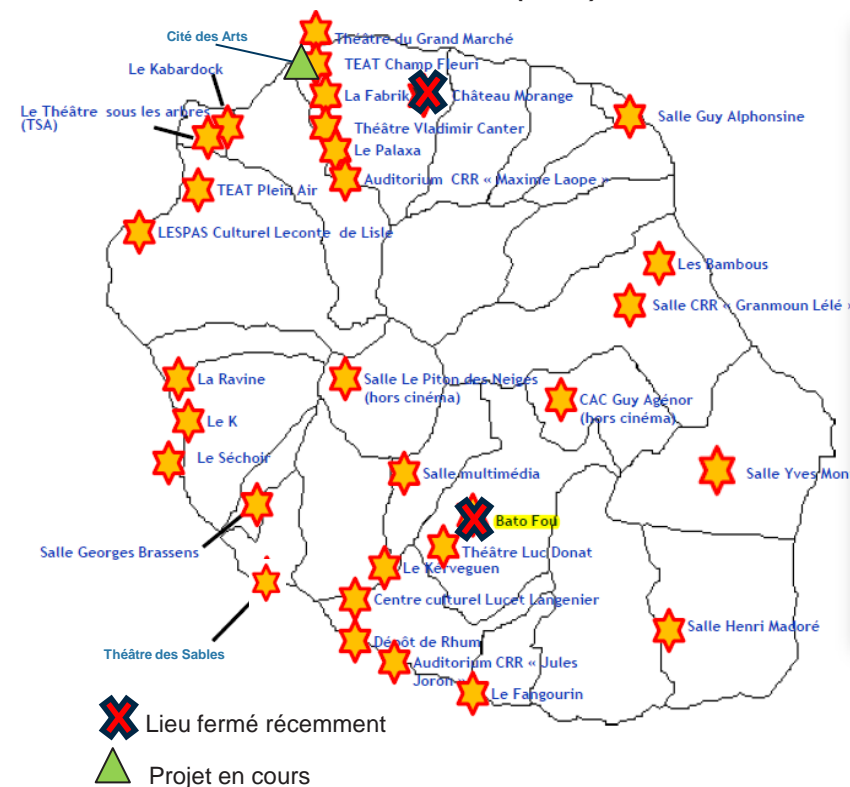 Théâtre du Grand Marché
Cité des Arts
TEAT Champ Fleuri
Le Kabardock
La Fabrik
Château Morange
Le Théâtre sous les arbres
(TSA)
Salle Guy Alphonsine
Théâtre Vladimir Canter
Le Palaxa
Auditorium CRR « Maxime Laope »
TEAT Plein Air
LESPAS Culturel Leconte de Lisle
Les Bambous
Salle CRR « Granmoun Lélé »
La Ravine
Salle Le Piton des Neiges
(hors cinéma)
CAC Guy Agénor
(hors cinéma)
Le K
Le Séchoir
Salle multimédia
Salle Yves Mon
Bato Fou
Salle Georges Brassens
Théâtre Luc Donat
Le Kerveguen
Centre culturel Lucet Langenier
Théâtre des Sables
Salle Henri Madoré
Dépôt de Rhum
Auditorium CRR « Jules
Joron »
Le Fangourin
Lieu fermé récemment
Projet en cours